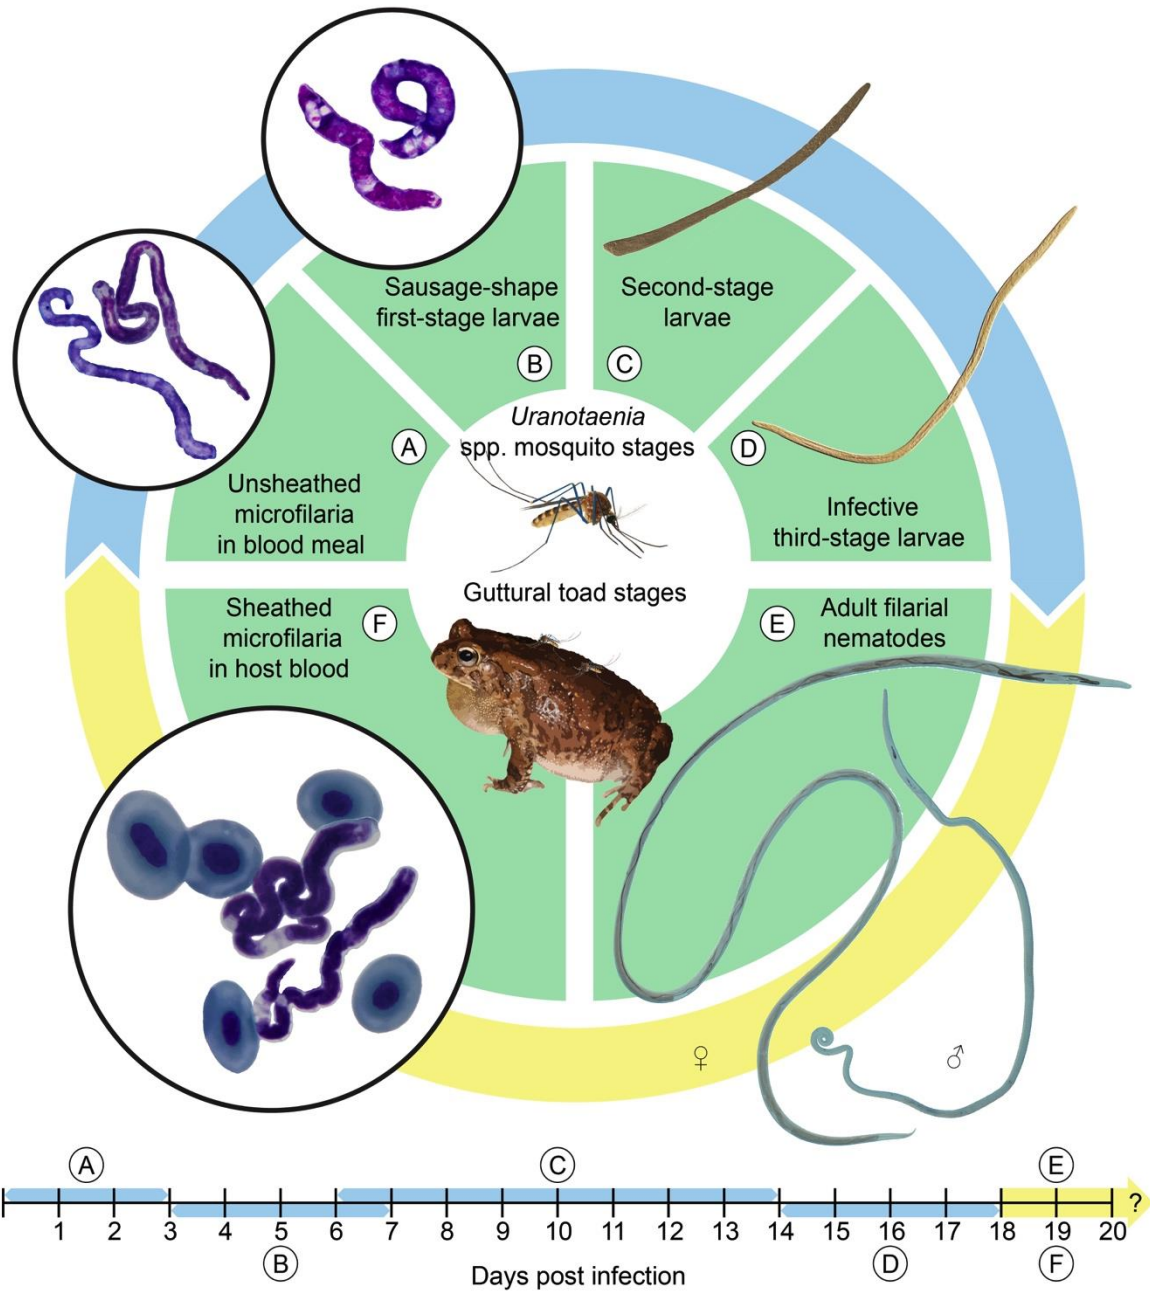 Sausage-shape
first-stage larvae
B
Second-stage
larvae
C
Uranotaenia
spp. mosquito stages
A
D
Unsheathed
microfilaria
in blood meal
Infective
third-stage larvae
Guttural toad stages
Sheathed
microfilaria
in host blood
F
E
Adult filarial
nematodes
♀
♂
A
C
E
?
1 2 3 4 5 6 7 8 9 10 11 12 13 14 15 16 17 18 19 20
B
D
F
Days post infection